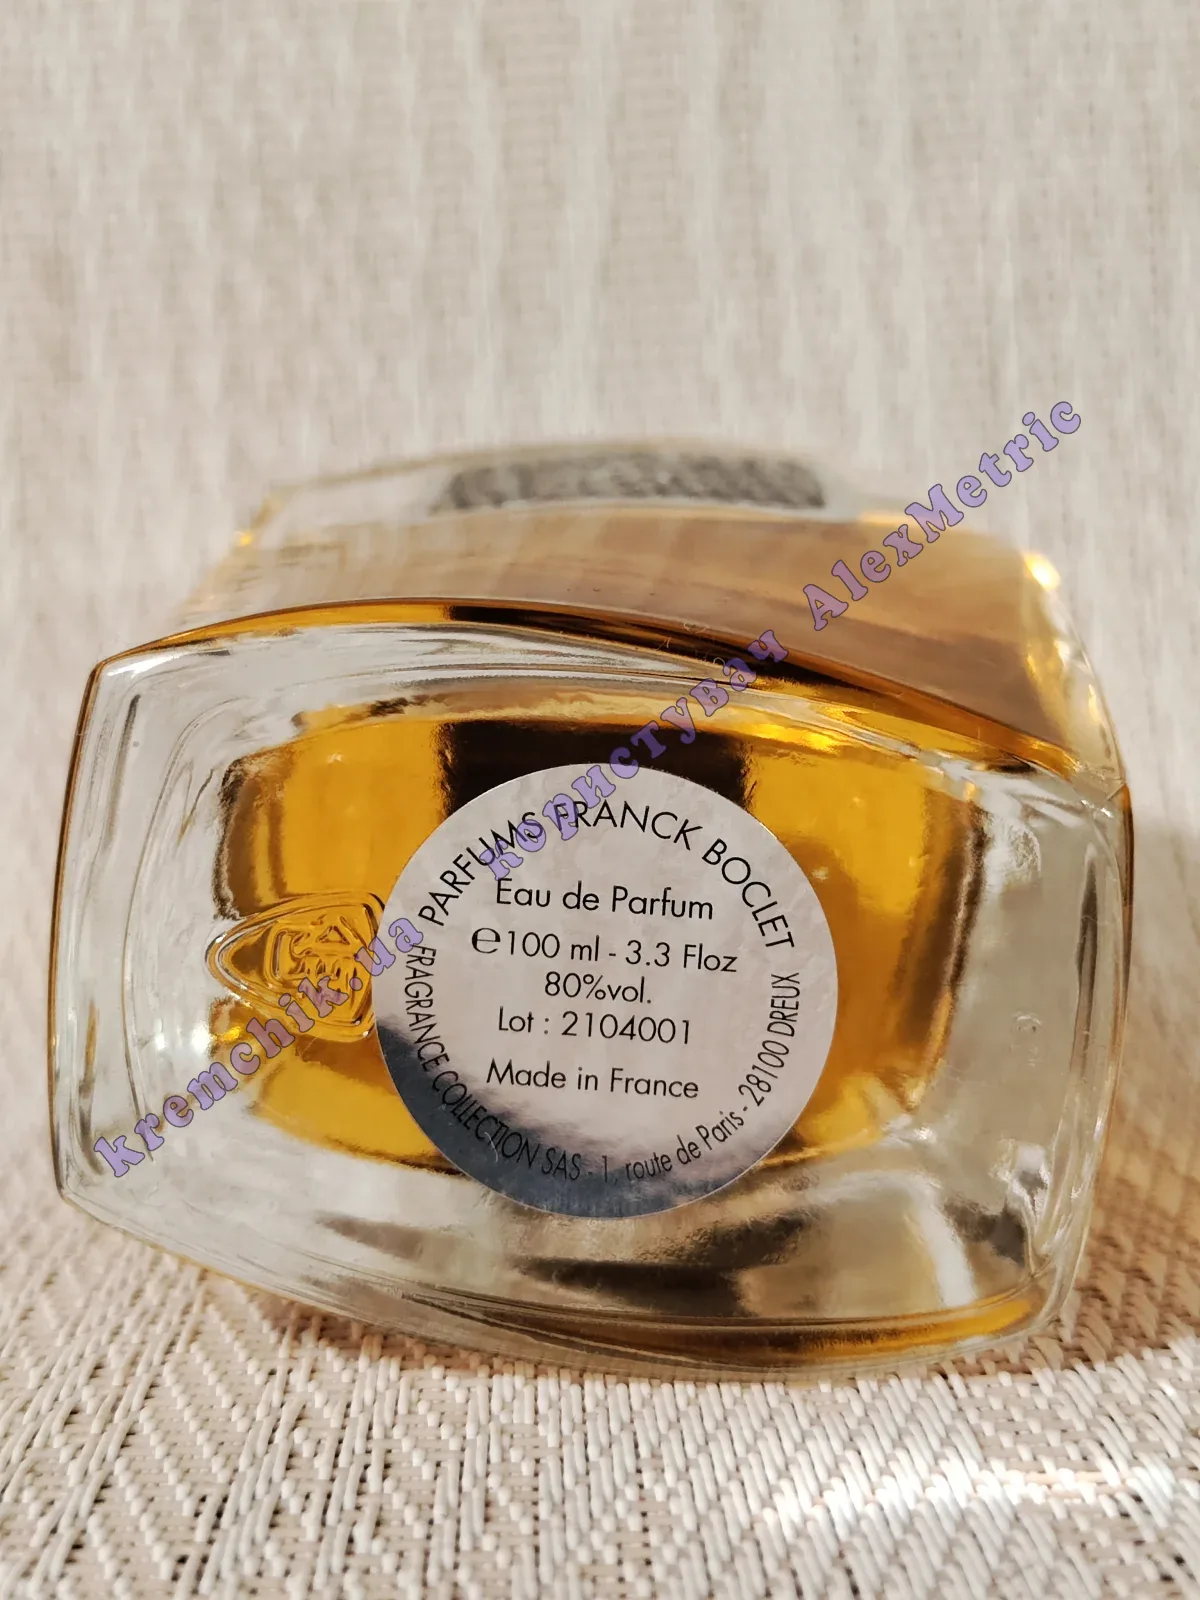 PARFUMS FRANCK BOCLET
Eau de Parfum
℮100 ml - 3.3 Floz
80%vol.
Lot : 2104001
Made in France
FRAGRANCE COLLECTION SAS - 1, route de Paris - 28100 DREUX
kremchik.ua користувач AlexMetric